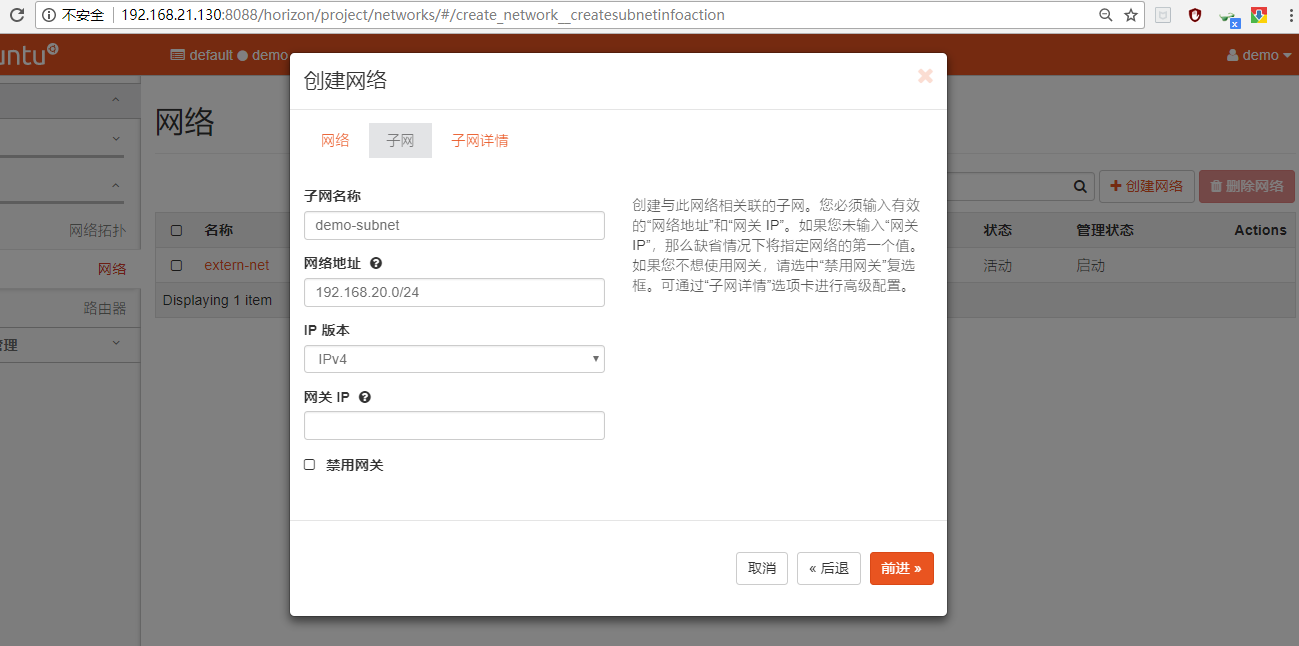 不安全 192.168.21.130:8088/horizon/project/networks/#/create_network__createsubnetinfoaction
untu
default
demo
demo
创建网络
网络
子网
子网详情
子网名称
demo-subnet
网络地址
192.168.20.0/24
IP 版本
IPv4
网关 IP
禁用网关
创建与此网络相关联的子网。您必须输入有效
的“网络地址”和“网关 IP”。如果您未输入“网关
IP”，那么缺省情况下将指定网络的第一个值。
如果您不想使用网关，请选中“禁用网关”复选
框。可通过“子网详情”选项卡进行高级配置。
取消
« 后退
前进 »
网络
创建网络
删除网络
名称
状态
管理状态
Actions
extern-net
活动
启动
Displaying 1 item
网络拓扑
网络
路由器
管理